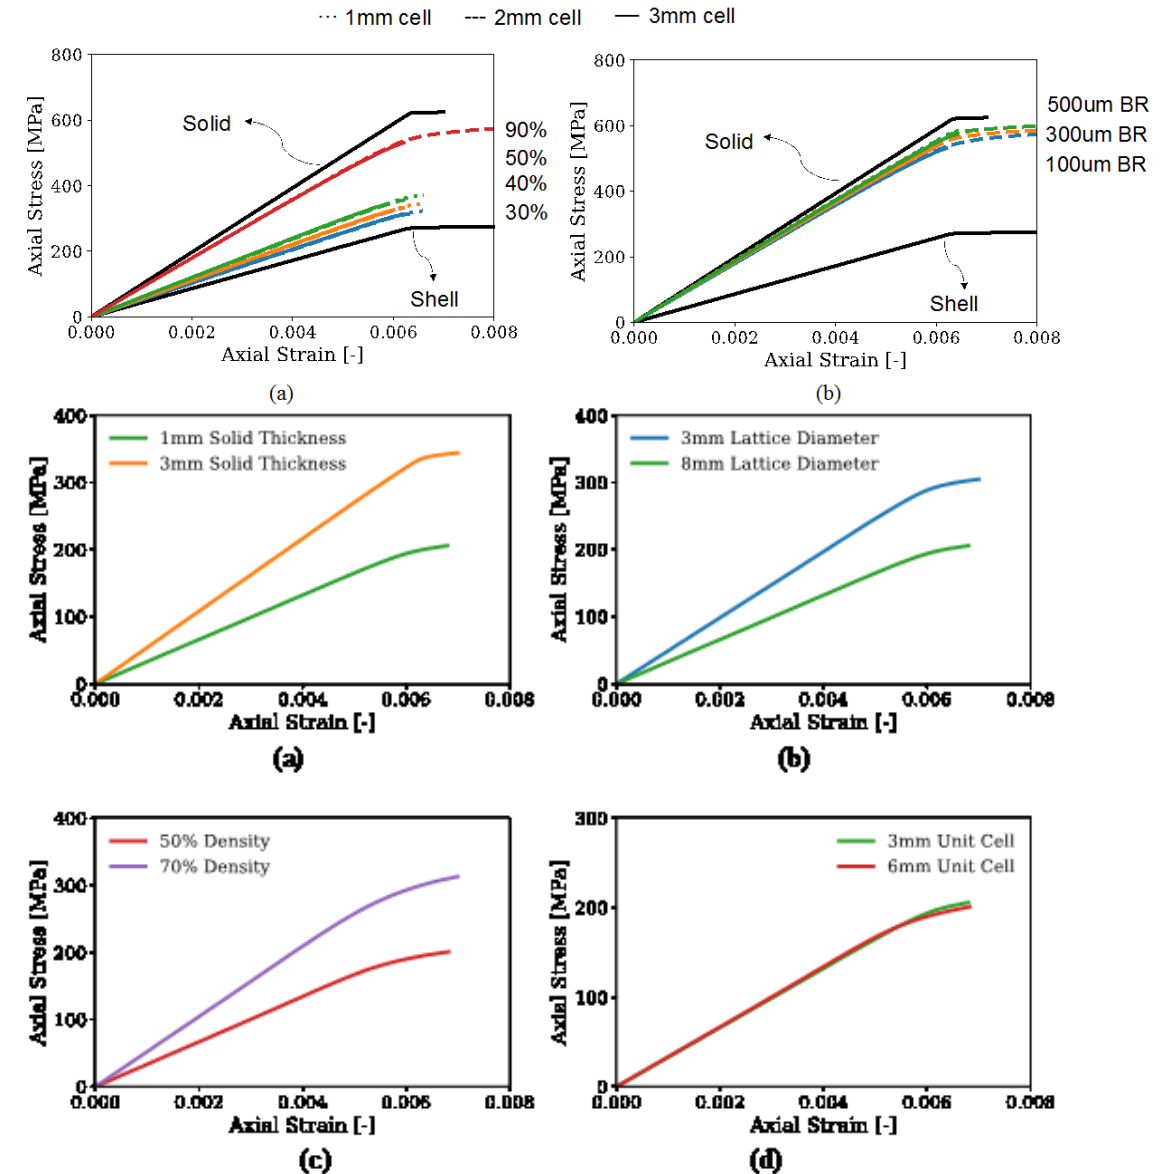 ··· 1mm cell --- 2mm cell — 3mm cell
800
600
400
200
0
Axial Stress [MPa]
Solid
Shell
90%
50%
40%
30%
0.000 0.002 0.004 0.006 0.008
Axial Strain [-]
(a)
800
600
400
200
0
Axial Stress [MPa]
Solid
Shell
500um BR
300um BR
100um BR
0.000 0.002 0.004 0.006 0.008
Axial Strain [-]
(b)
400
300
200
100
0
Axial Stress [MPa]
1mm Solid Thickness
3mm Solid Thickness
0.000 0.002 0.004 0.006 0.008
Axial Strain [-]
(a)
400
300
200
100
0
Axial Stress [MPa]
3mm Lattice Diameter
8mm Lattice Diameter
0.000 0.002 0.004 0.006 0.008
Axial Strain [-]
(b)
400
300
200
100
0
Axial Stress [MPa]
50% Density
70% Density
0.000 0.002 0.004 0.006 0.008
Axial Strain [-]
(c)
300
200
100
0
Axial Stress [MPa]
3mm Unit Cell
6mm Unit Cell
0.000 0.002 0.004 0.006 0.008
Axial Strain [-]
(d)